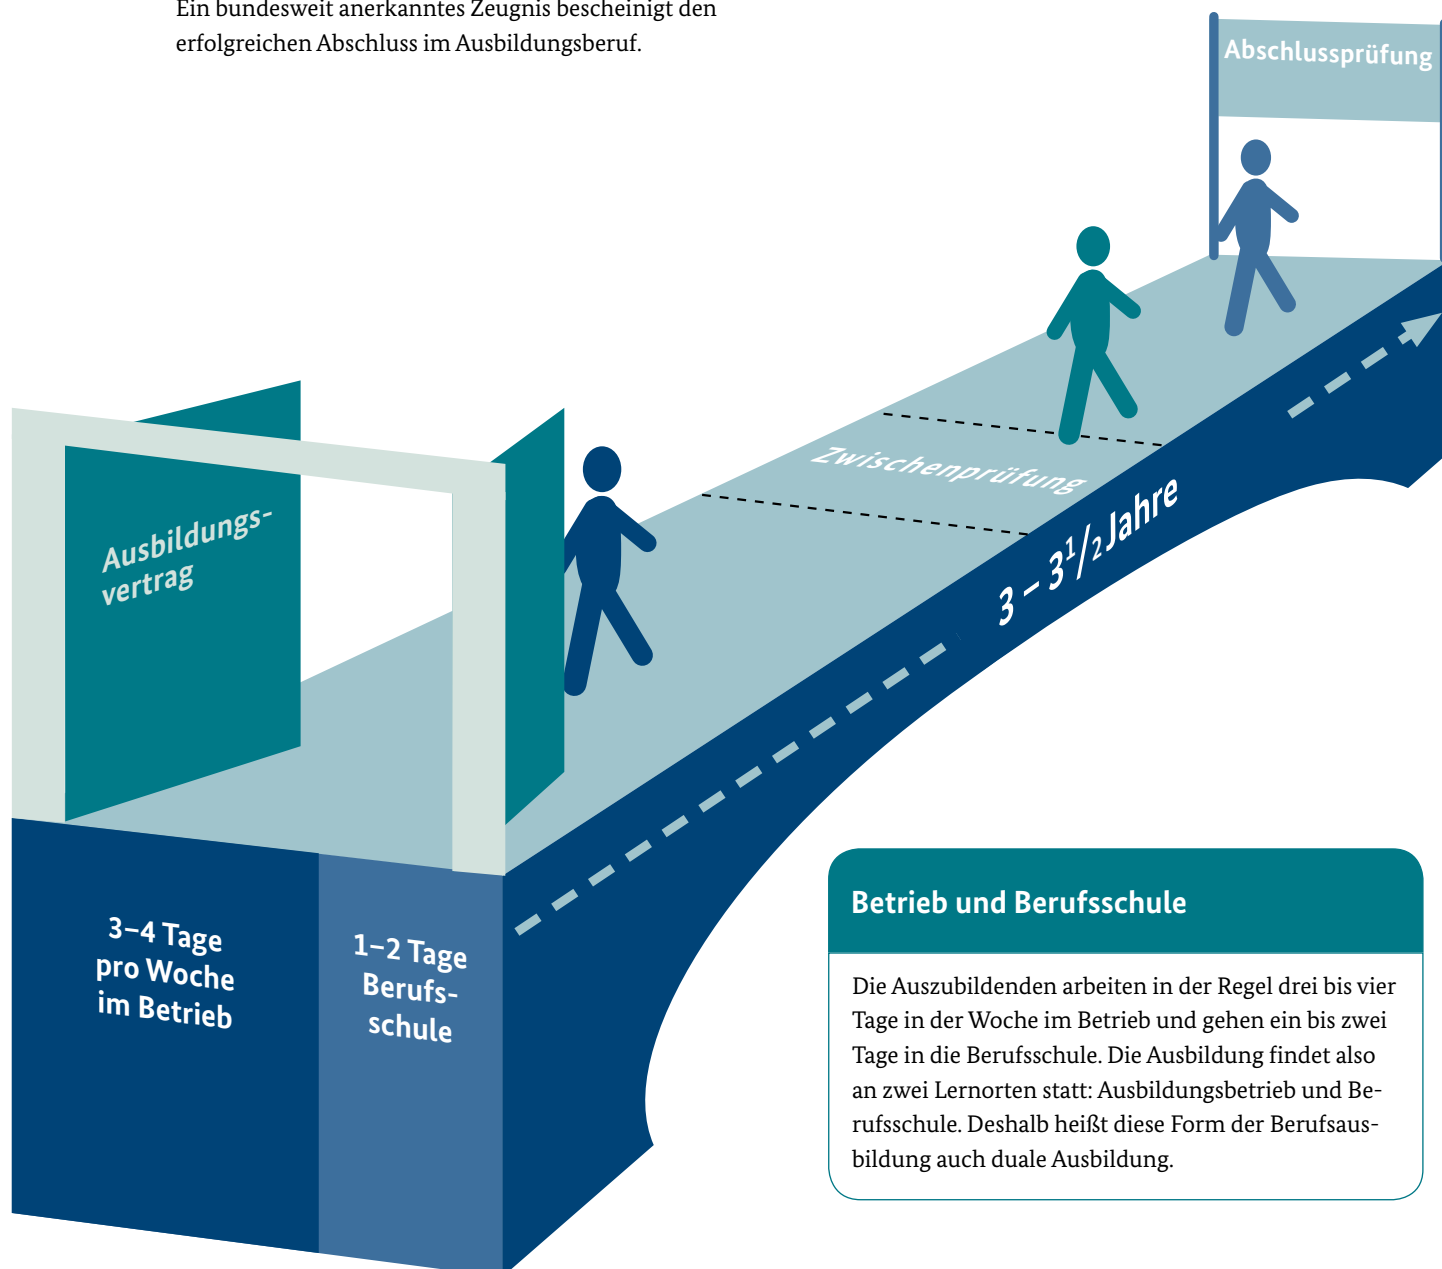 Ein bundesweit anerkanntes Zeugnis bescheinigt den
erfolgreichen Abschluss im Ausbildungsberuf.
Abschlussprüfung
Zwischenprüfung
Ausbildungs-
vertrag
3 – 3 1/2 Jahre
3–4 Tage
pro Woche
im Betrieb
1–2 Tage
Berufs-
schule
Betrieb und Berufsschule
Die Auszubildenden arbeiten in der Regel drei bis vier
Tage in der Woche im Betrieb und gehen ein bis zwei
Tage in die Berufsschule. Die Ausbildung findet also
an zwei Lernorten statt: Ausbildungsbetrieb und Be-
rufsschule. Deshalb heißt diese Form der Berufsaus-
bildung auch duale Ausbildung.